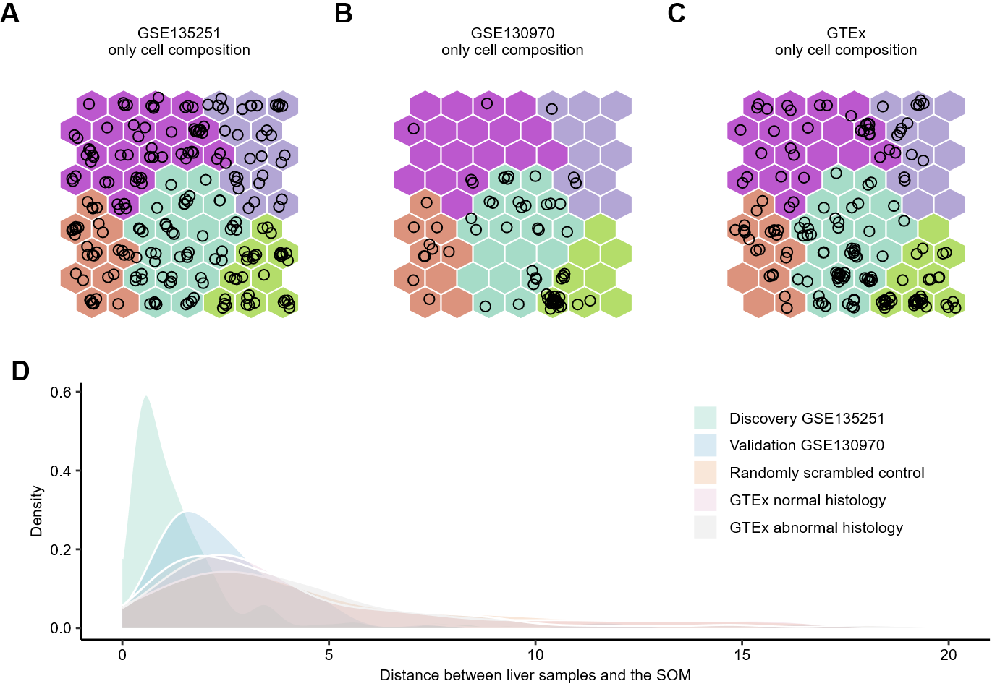 A
B
C
GSE135251
only cell composition
GSE130970
only cell composition
GTEx
only cell composition
D
0.6
0.4
0.2
0.0
Density
Discovery GSE135251
Validation GSE130970
Randomly scrambled control
GTEx normal histology
GTEx abnormal histology
0
5
10
15
20
Distance between liver samples and the SOM